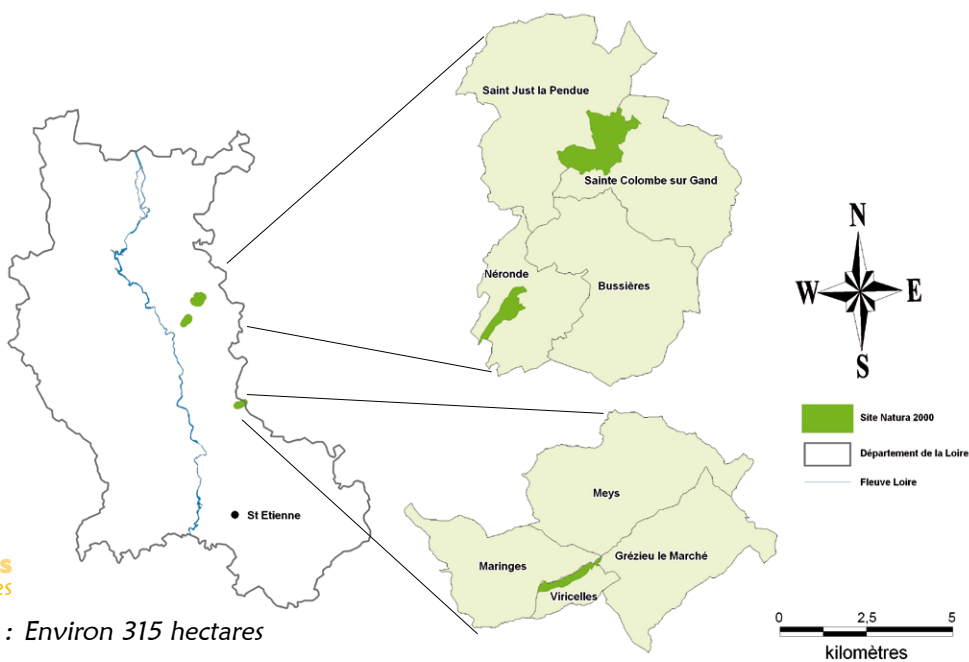 Saint Just la Pendue
Sainte Colombe sur Gand
Néronde
Bussières
N
W
E
S
Site Natura 2000
Département de la Loire
Fleuve Loire
Meys
St Etienne
Grézieu le Marché
Maringes
Viricelles
: Environ 315 hectares
0
2,5
5
kilomètres